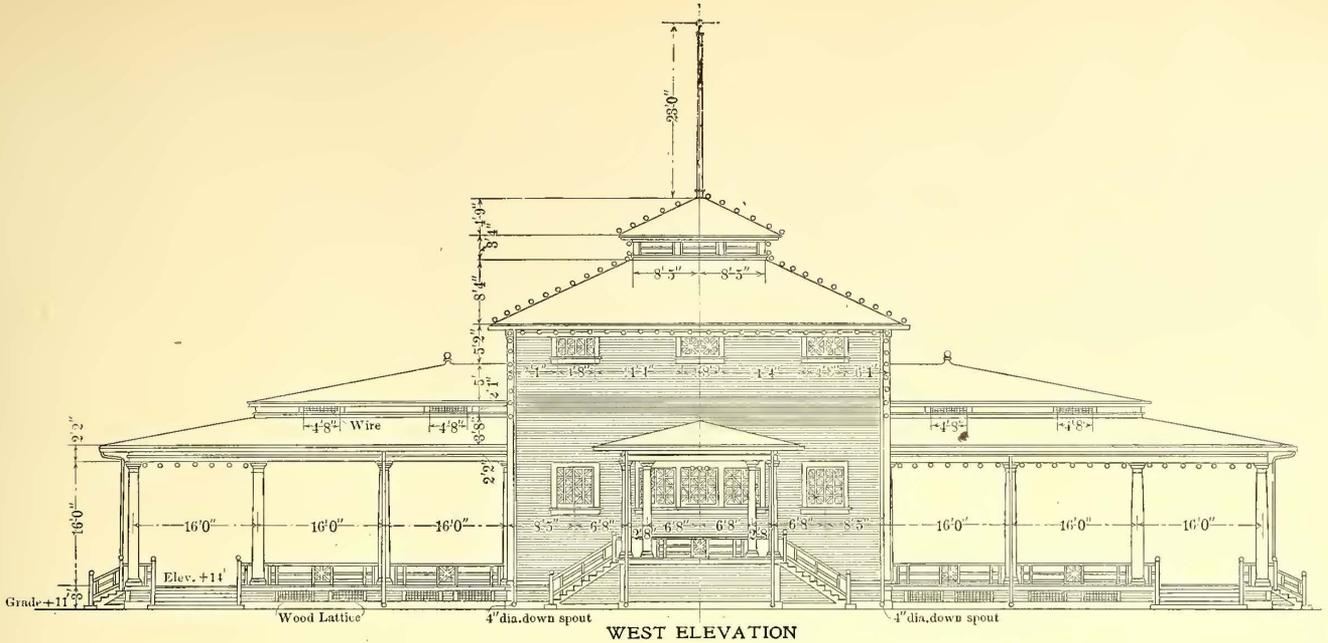 23'0"
4'-9"
3'4"
8'-5" 8'-5"
8'4"
5'-2"
4'-8" Wire 4'-8" 4'-8" 4'-8"
3'-8"
2'2"
2'2"
16'0"
16'0" 16'0" 16'0" 8'-5" 6'-8" 6'-8" 6'-8" 6'-8" 8'-5" 16'0" 16'0" 16'0"
2'8" 2'8"
Elev. +14'
3'
Grade +11'
Wood Lattice 4" dia. down spout 4" dia. down spout
WEST ELEVATION